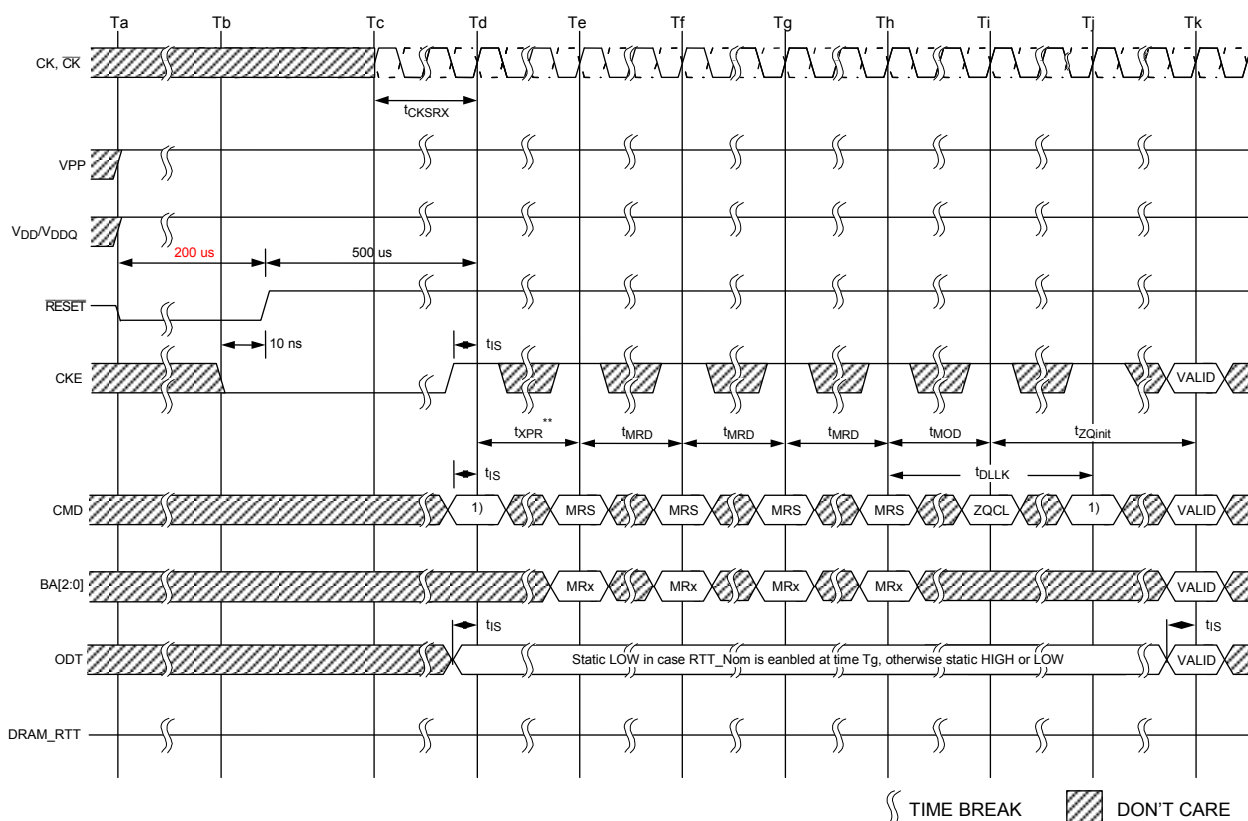 Ta Tb Tc Td Te Tf Tg Th Ti Tj Tk
CK, CK
tCKSRX
VPP
VDD/VDDQ
200 us 500 us
RESET
10 ns tIS
CKE VALID
tXPR** tMRD tMRD tMRD tMOD tZQinit
tIS tDLLK
CMD 1) MRS MRS MRS MRS ZQCL 1) VALID
BA[2:0] MRx MRx MRx MRx VALID
tIS tIS
ODT Static LOW in case RTT_Nom is eanbled at time Tg, otherwise static HIGH or LOW VALID
DRAM_RTT
TIME BREAK DON'T CARE